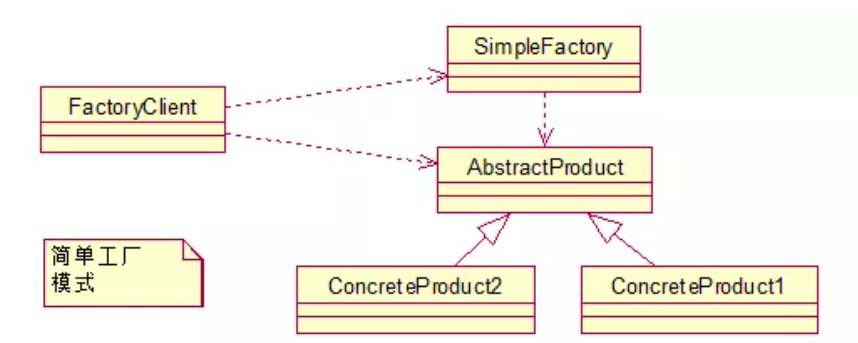 SimpleFactory
FactoryClient
AbstractProduct
简单工厂
模式
ConcreteProduct2
ConcreteProduct1